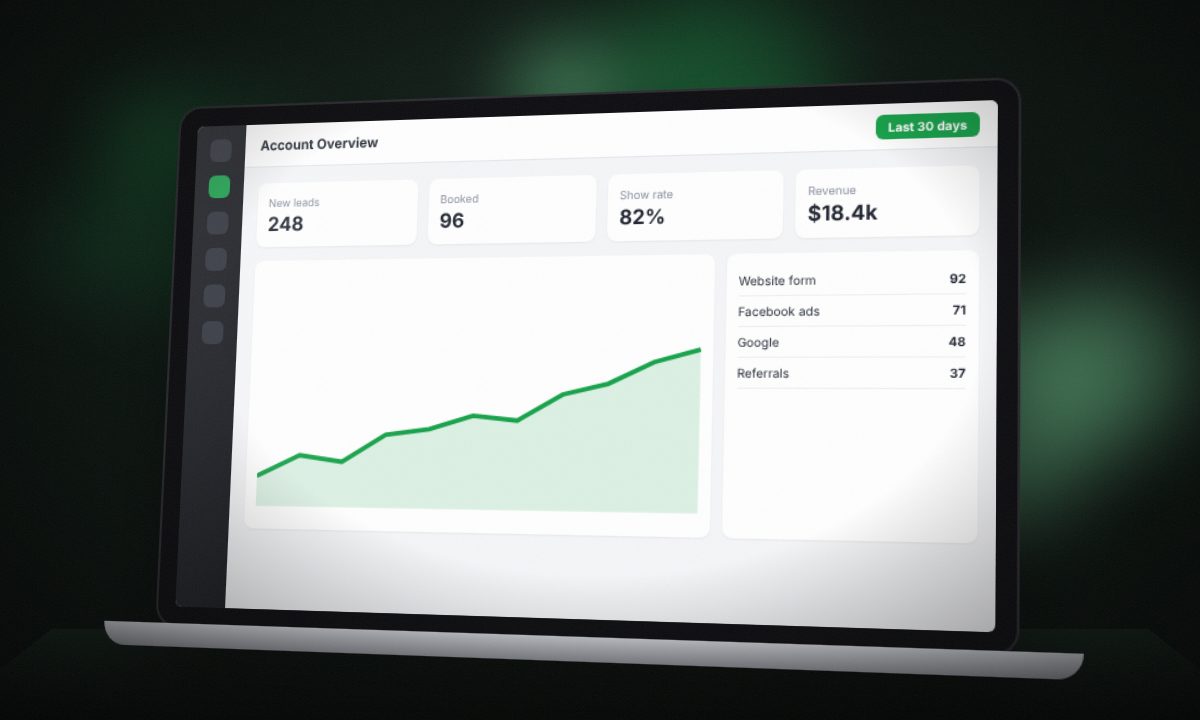 Account Overview
Last 30 days
New leads
248
Booked
96
Show rate
82%
Revenue
$18.4k
Website form 92
Facebook ads 71
Google 48
Referrals 37